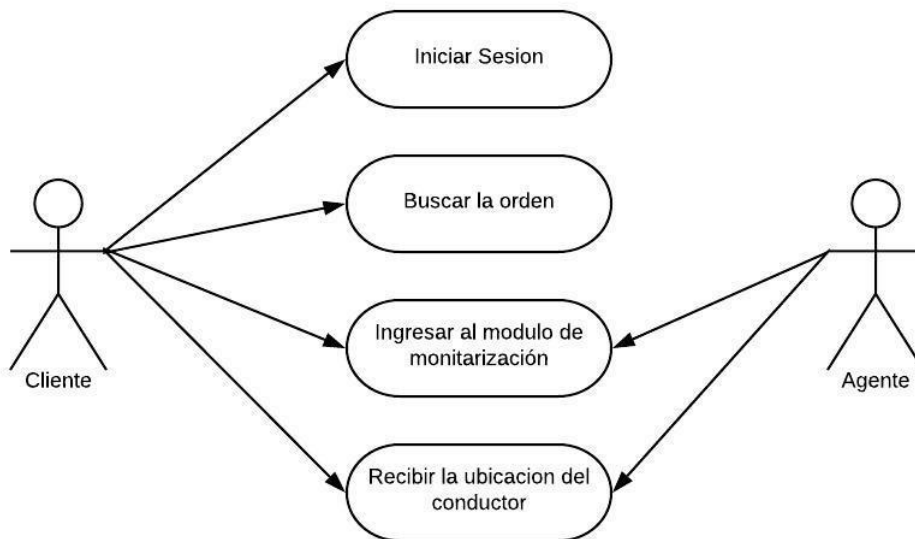 Iniciar Sesion
Buscar la orden
Ingresar al modulo de
monitarización
Cliente
Agente
Recibir la ubicacion del
conductor